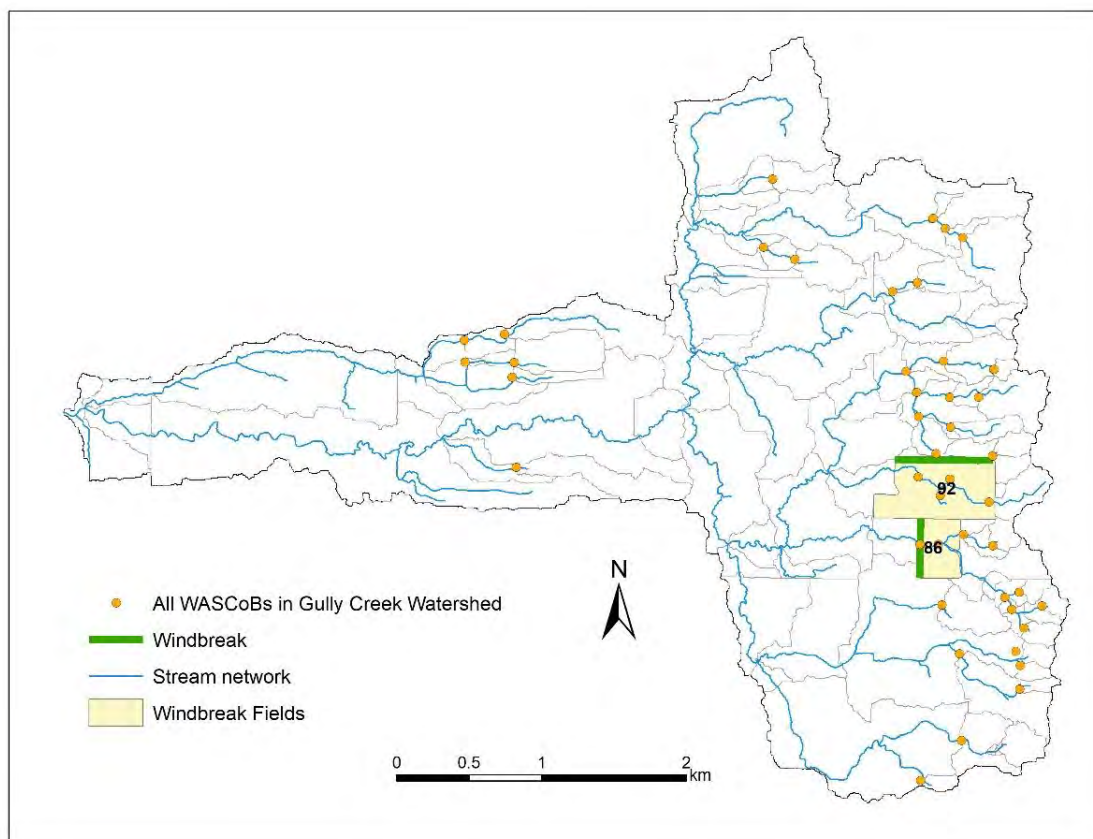 92
86
N
All WASCoBs in Gully Creek Watershed
Windbreak
Stream network
Windbreak Fields
0 0.5 1 2
km